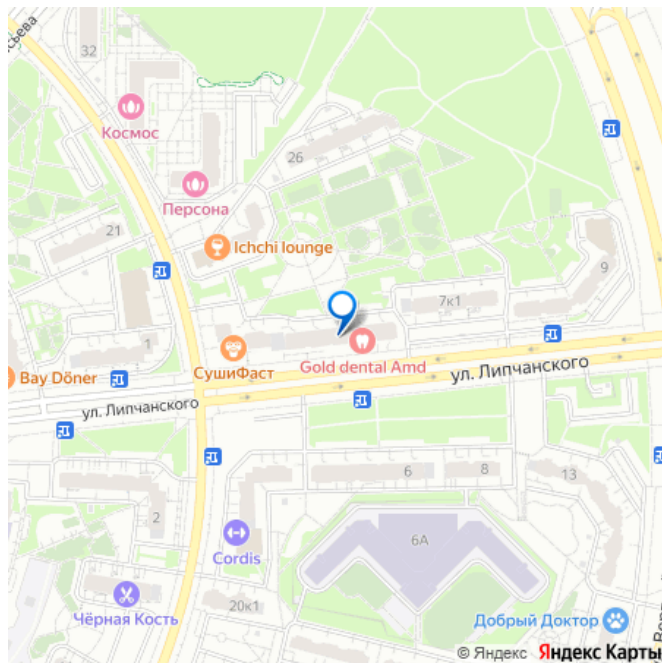 сьева
32
Космос
26
Персона
21
Ichchi lounge
9
7к1
1
СушиФаст
Gold dental Amd
Bay Döner
ул. Липчанского
ул. Липчанского
6
8
13
2
6А
Cordis
20к1
Чёрная Кость
Добрый Доктор
© Яндекс Яндекс Карты